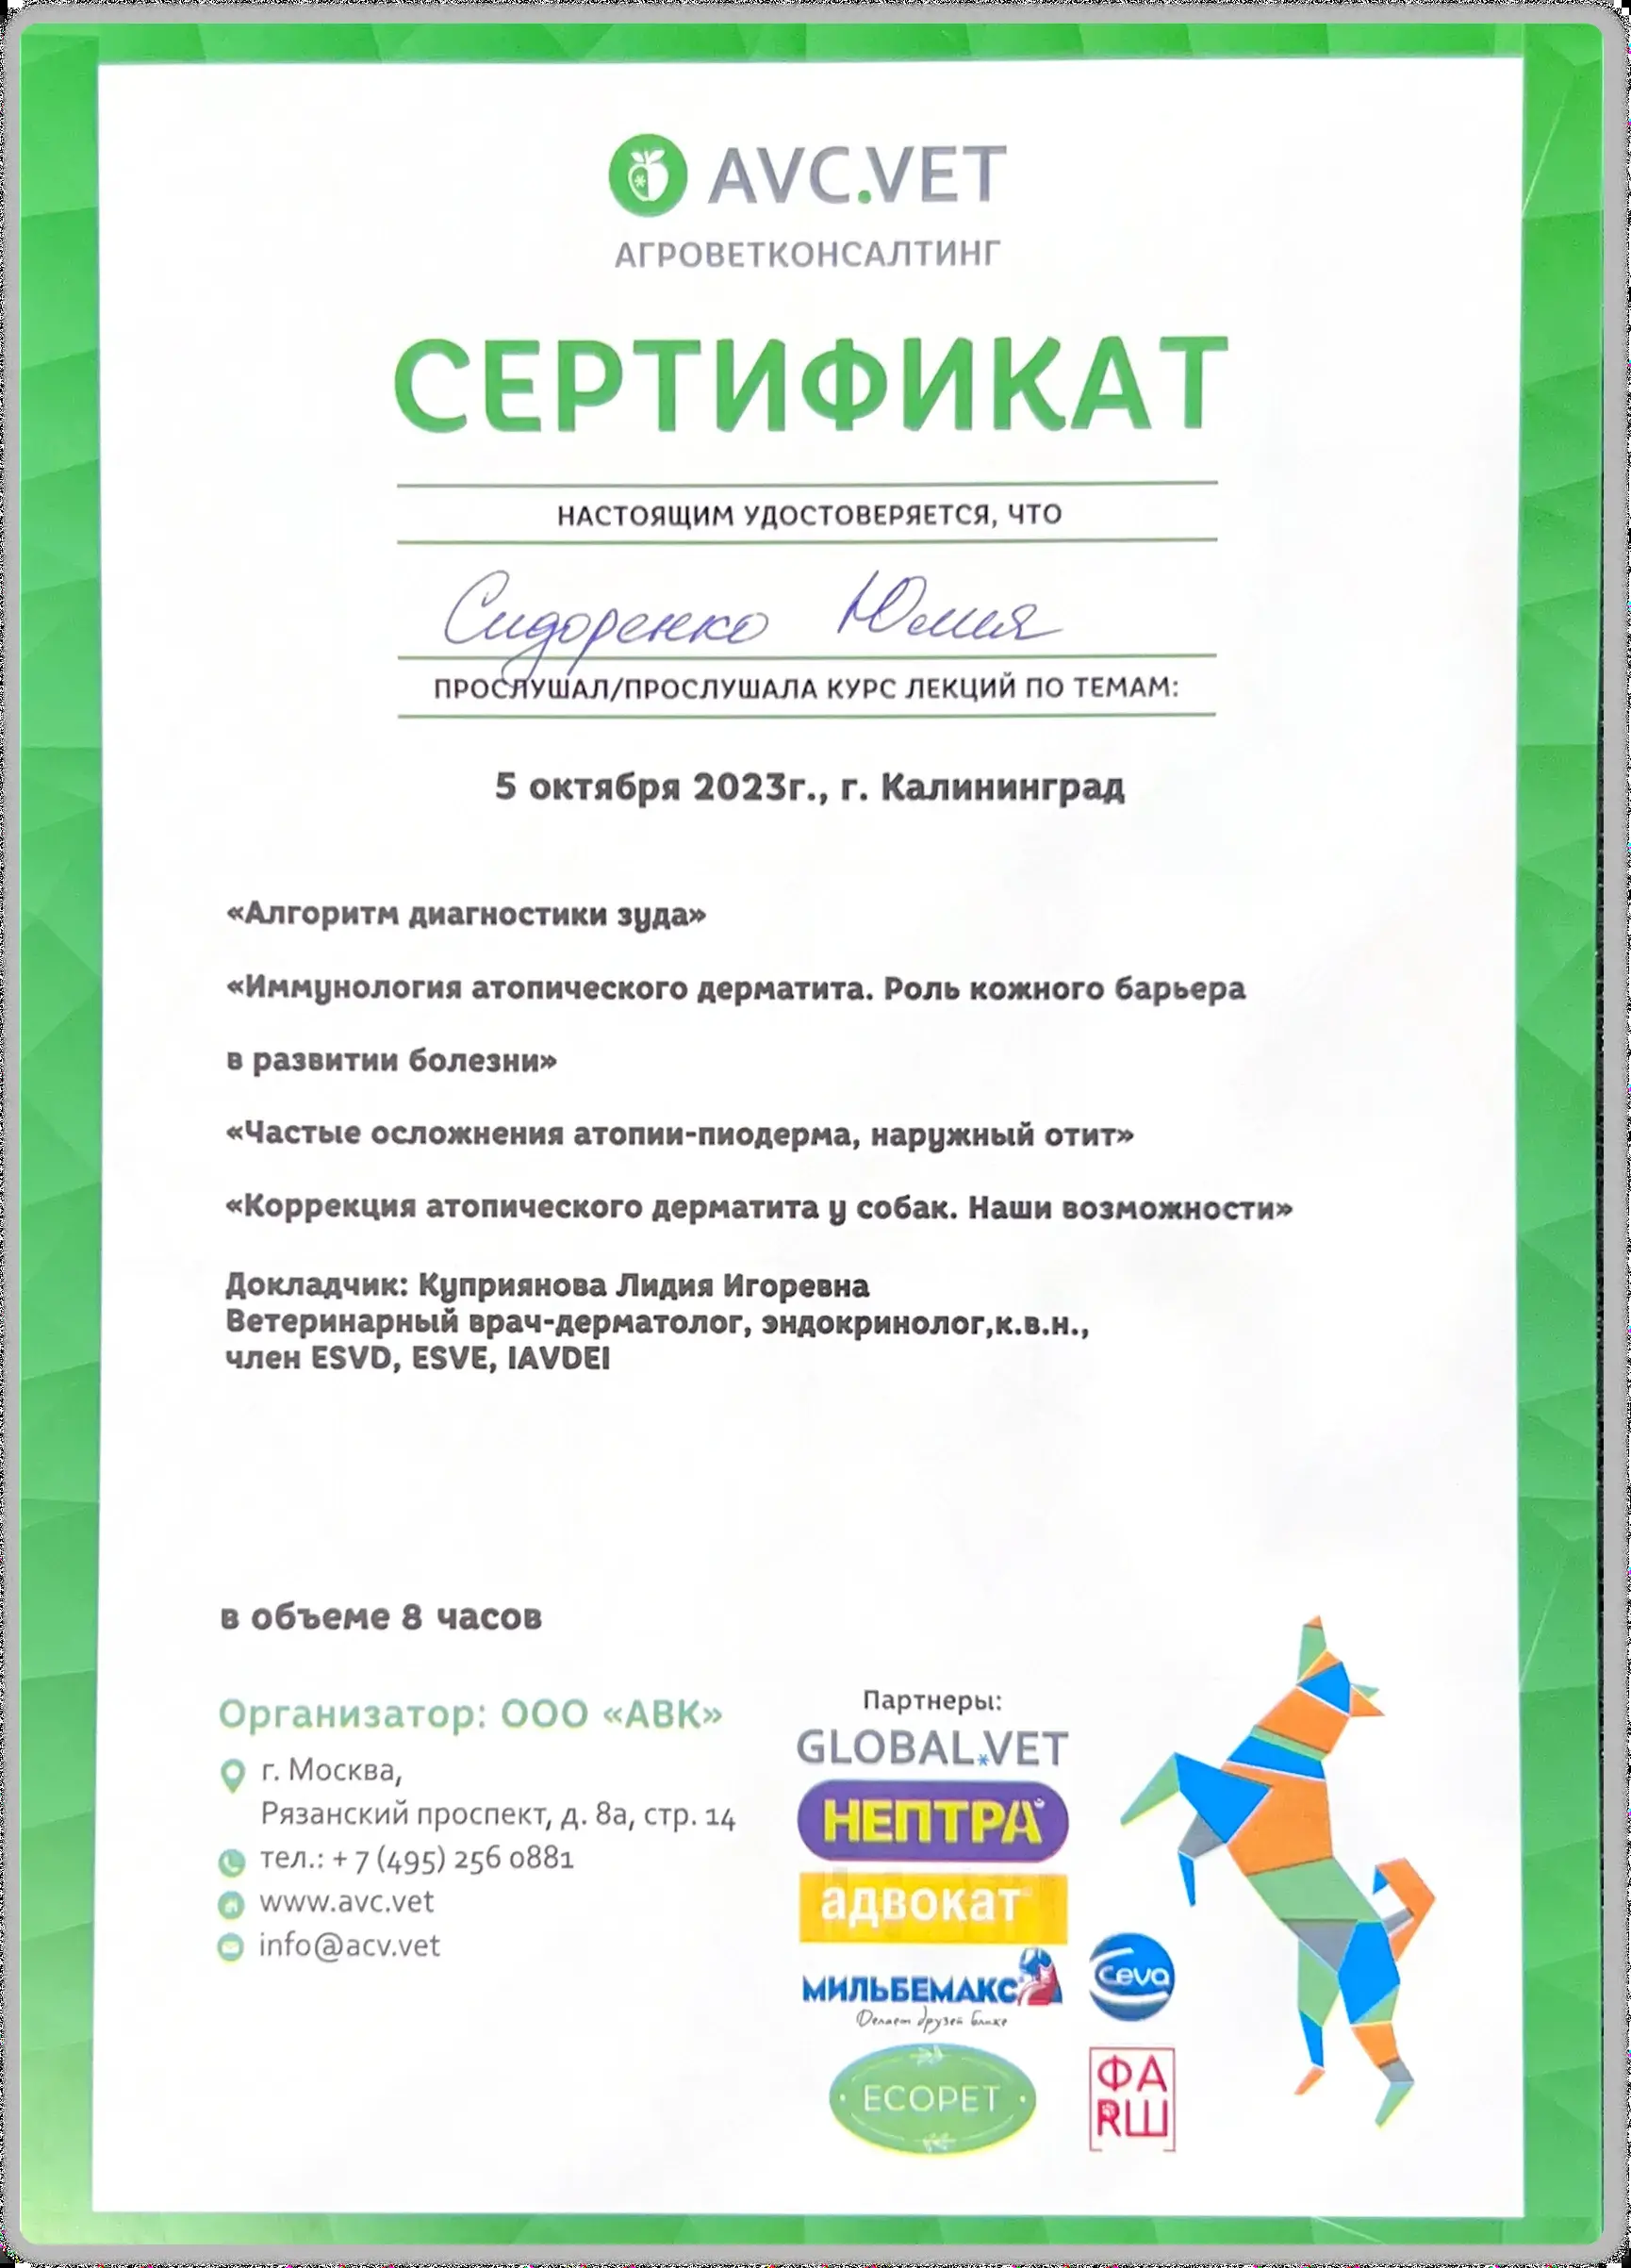 AVC.VET
АГРОВЕТКОНСАЛТИНГ
СЕРТИФИКАТ
НАСТОЯЩИМ УДОСТОВЕРЯЕТСЯ, ЧТО
Сидоренко Юлия
ПРОСЛУШАЛ/ПРОСЛУШАЛА КУРС ЛЕКЦИЙ ПО ТЕМАМ:
5 октября 2023г., г. Калининград
«Алгоритм диагностики зуда»
«Иммунология атопического дерматита. Роль кожного барьера
в развитии болезни»
«Частые осложнения атопии-пиодерма, наружный отит»
«Коррекция атопического дерматита у собак. Наши возможности»
Докладчик: Куприянова Лидия Игоревна
Ветеринарный врач-дерматолог, эндокринолог,к.в.н.,
член ESVD, ESVE, IAVDEI
в объеме 8 часов
Организатор: ООО «АВК»
г. Москва,
Рязанский проспект, д. 8а, стр. 14
тел.: + 7 (495) 256 0881
www.avc.vet
info@acv.vet
Партнеры:
GLOBAL.VET
НЕПТРА
адвокат
МИЛЬБЕМАКС
Делает друзей ближе
ceva
ECOPET
ФА
RШ